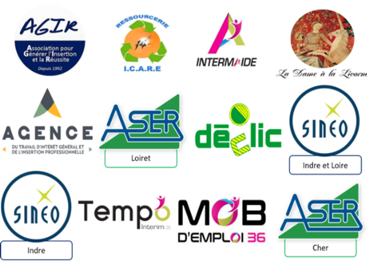 AGIR
Association pour
Générer l'Insertion
et la Réussite
Depuis 1992
RESSOURCERIE
I.C.A.R.E
INTERMAIDE
La Dame à la Licorne
AGENCE
DU TRAVAIL D'INTÉRÊT GÉNÉRAL ET
DE L'INSERTION PROFESSIONNELLE
ASER
Loiret
déclic
SINEO
Indre et Loire
SINEO
Indre
Tempo
Interim
MOB
D'EMPLOI 36
ASER
Cher